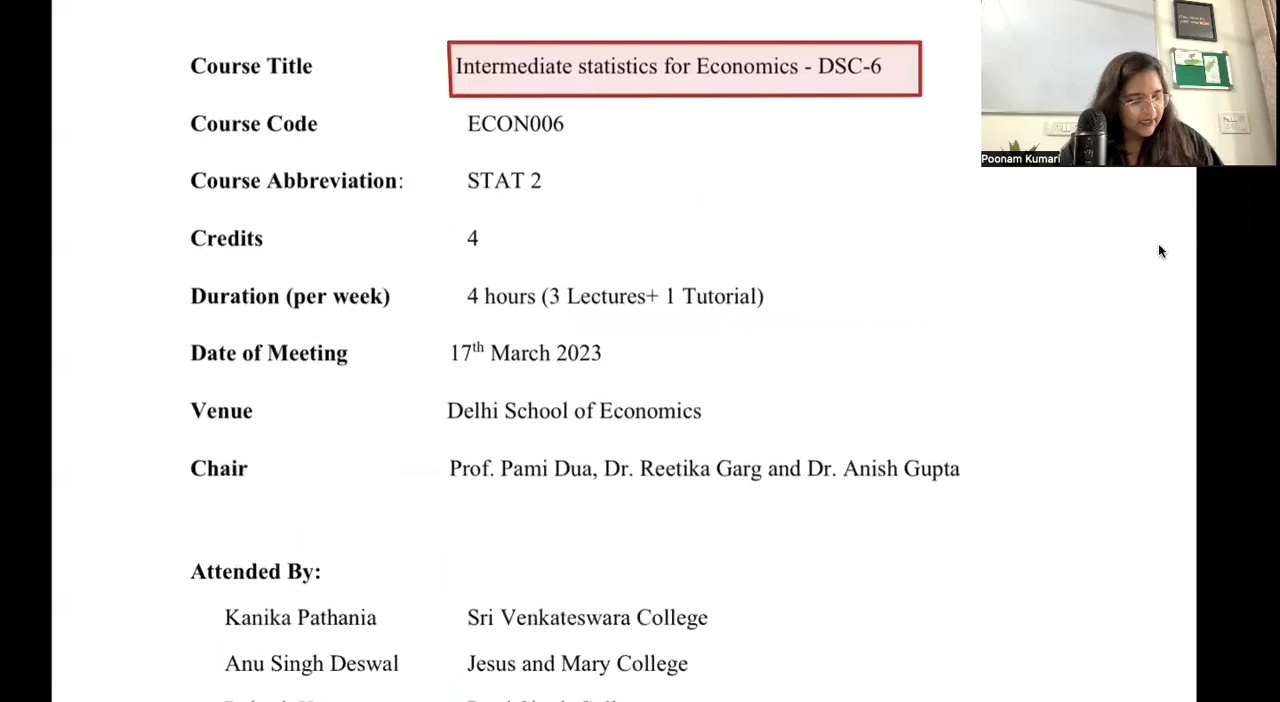 Course Title Intermediate statistics for Economics - DSC-6
Course Code ECON006
Course Abbreviation: STAT 2
Credits 4
Duration (per week) 4 hours (3 Lectures+ 1 Tutorial)
Date of Meeting 17th March 2023
Venue Delhi School of Economics
Chair Prof. Pami Dua, Dr. Reetika Garg and Dr. Anish Gupta
Attended By:
Kanika Pathania Sri Venkateswara College
Anu Singh Deswal Jesus and Mary College
Poonam Kumari